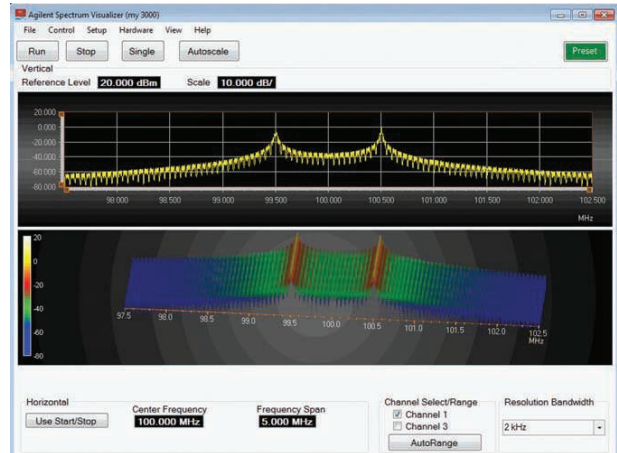 Agilent Spectrum Visualizer (my 3000)
File Control Setup Hardware View Help
Run Stop Single Autoscale Preset
Vertical
Reference Level 20.000 dBm Scale 10.000 dB/
20.000
0.000
-20.000
-40.000
-60.000
-80.000
98.000 98.500 99.000 99.500 100.000 100.500 101.000 101.500 102.000 102.500
MHz
20
0
-20
-40
-60
-80
97.5 98.0 98.5 99.0 99.5 100.0 100.5 101.0 101.5 102.0 102.5
MHz
Horizontal
Use Start/Stop
Center Frequency
100.000 MHz
Frequency Span
5.000 MHz
Channel Select/Range
Channel 1
Channel 3
AutoRange
Resolution Bandwidth
2 kHz